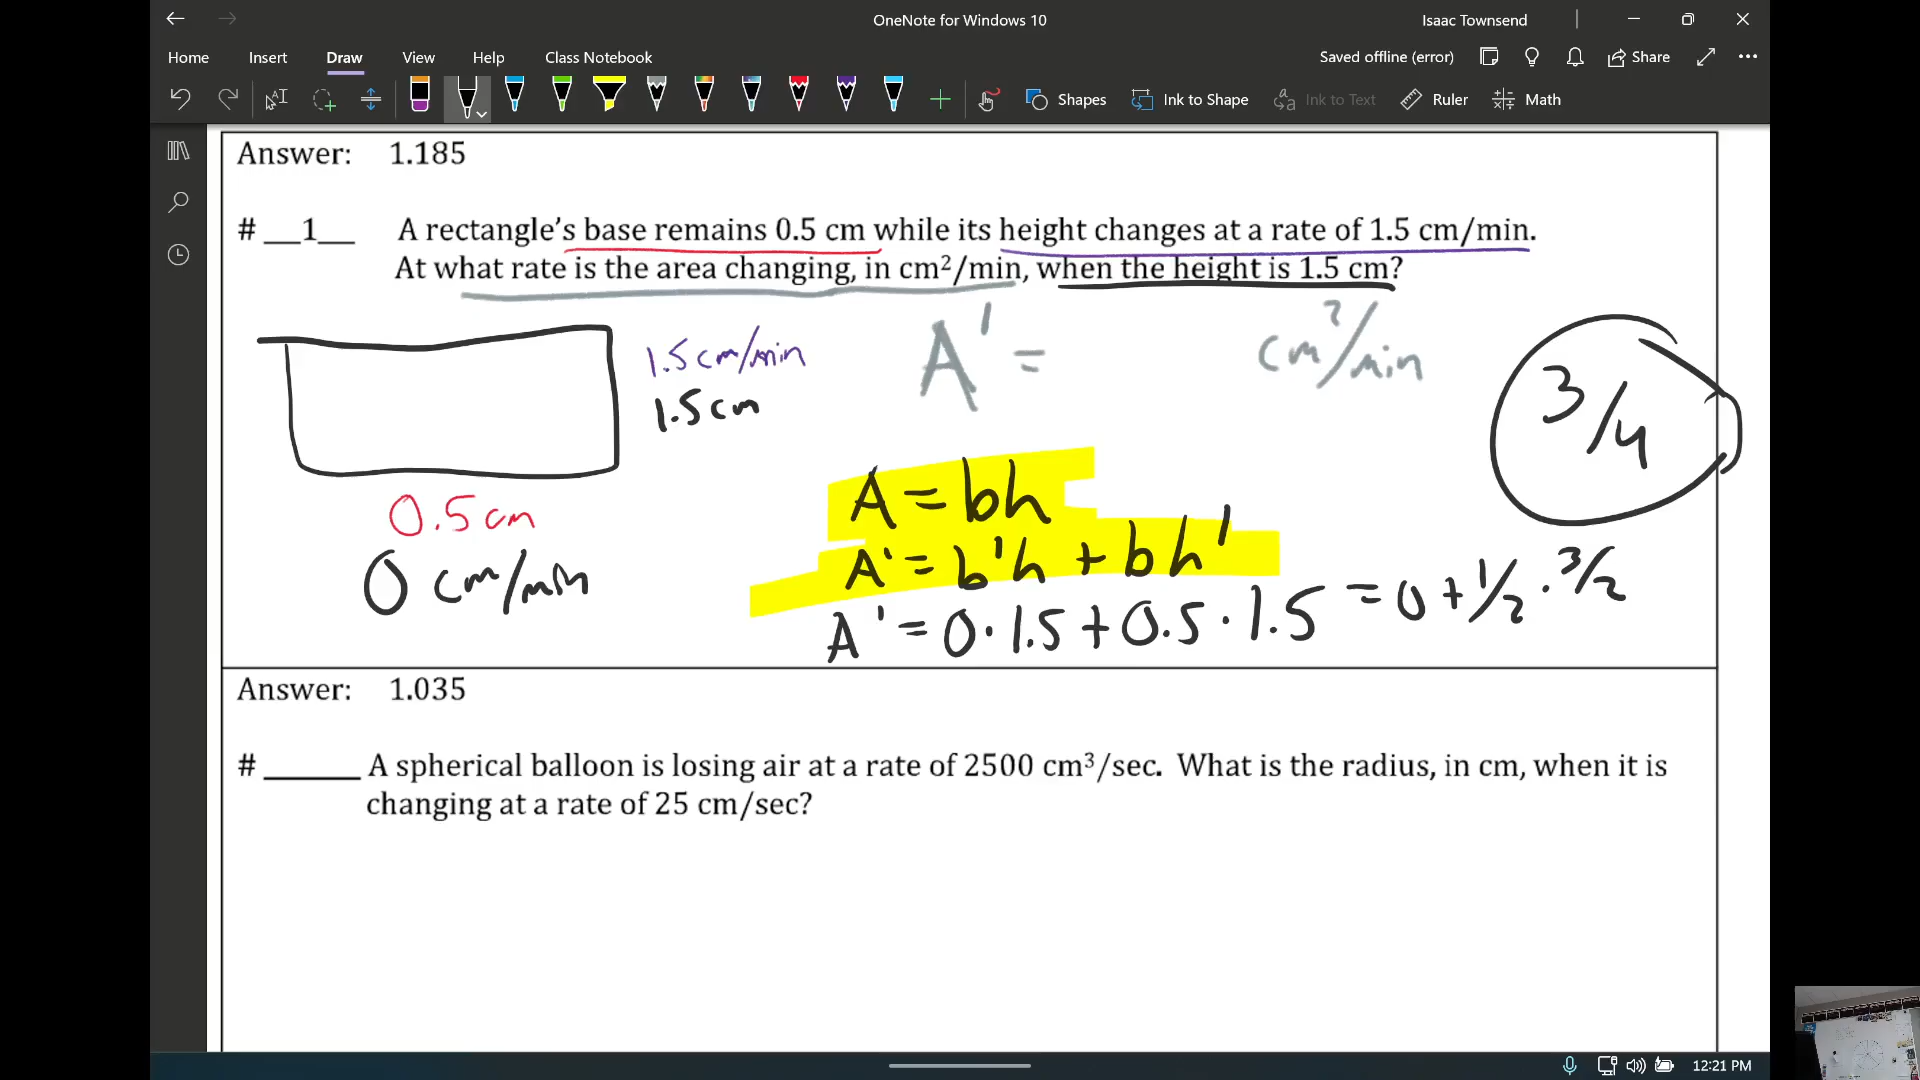 OneNote for Windows 10
Isaac Townsend
Home Insert Draw View Help Class Notebook
Saved offline (error) Share
Shapes Ink to Shape Ink to Text Ruler Math
Answer: 1.185
# __1__ A rectangle's base remains 0.5 cm while its height changes at a rate of 1.5 cm/min.
At what rate is the area changing, in cm²/min, when the height is 1.5 cm?
1.5 cm/min
1.5 cm
A' = cm²/min
3/4
0.5 cm
0 cm/min
A = bh
A' = b'h + bh'
A' = 0 · 1.5 + 0.5 · 1.5 = 0 + 1/2 · 3/2
Answer: 1.035
# ______ A spherical balloon is losing air at a rate of 2500 cm³/sec. What is the radius, in cm, when it is
changing at a rate of 25 cm/sec?
12:21 PM